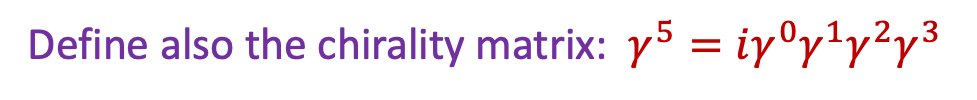 Define also the chirality matrix: γ⁵ = iγ⁰γ¹γ²γ³